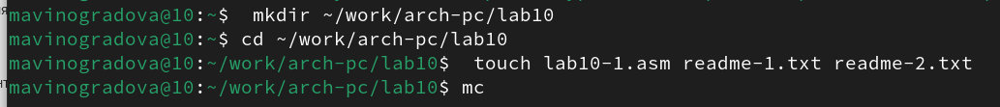 mavinogradova@10:~$ mkdir ~/work/arch-pc/lab10
mavinogradova@10:~$ cd ~/work/arch-pc/lab10
mavinogradova@10:~/work/arch-pc/lab10$ touch lab10-1.asm readme-1.txt readme-2.txt
mavinogradova@10:~/work/arch-pc/lab10$ mc